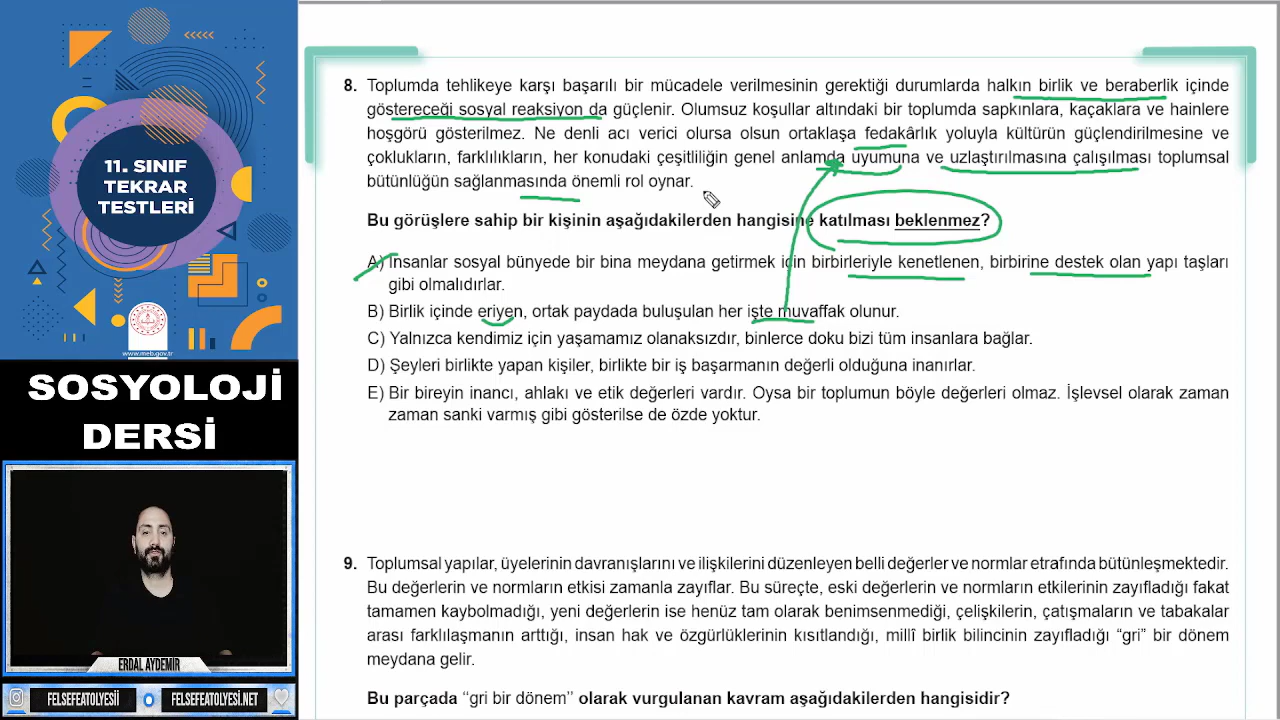 11. SINIF
TEKRAR
TESTLERİ
www.meb.gov.tr
SOSYOLOJİ
DERSİ
ERDAL AYDEMİR
FELSEFEATOLYESİİ
FELSEFEATOLYESİ.NET
8. Toplumda tehlikeye karşı başarılı bir mücadele verilmesinin gerektiği durumlarda halkın birlik ve beraberlik içinde
göstereceği sosyal reaksiyon da güçlenir. Olumsuz koşullar altındaki bir toplumda sapkınlara, kaçaklara ve hainlere
hoşgörü gösterilmez. Ne denli acı verici olursa olsun ortaklaşa fedakârlık yoluyla kültürün güçlendirilmesine ve
çoklukların, farklılıkların, her konudaki çeşitliliğin genel anlamda uyumuna ve uzlaştırılmasına çalışılması toplumsal
bütünlüğün sağlanmasında önemli rol oynar.
Bu görüşlere sahip bir kişinin aşağıdakilerden hangisine katılması beklenmez?
A) İnsanlar sosyal bünyede bir bina meydana getirmek için birbirleriyle kenetlenen, birbirine destek olan yapı taşları
gibi olmalıdırlar.
B) Birlik içinde eriyen, ortak paydada buluşulan her işte muvaffak olunur.
C) Yalnızca kendimiz için yaşamamız olanaksızdır, binlerce doku bizi tüm insanlara bağlar.
D) Şeyleri birlikte yapan kişiler, birlikte bir iş başarmanın değerli olduğuna inanırlar.
E) Bir bireyin inancı, ahlakı ve etik değerleri vardır. Oysa bir toplumun böyle değerleri olmaz. İşlevsel olarak zaman
zaman sanki varmış gibi gösterilse de özde yoktur.
9. Toplumsal yapılar, üyelerinin davranışlarını ve ilişkilerini düzenleyen belli değerler ve normlar etrafında bütünleşmektedir.
Bu değerlerin ve normların etkisi zamanla zayıflar. Bu süreçte, eski değerlerin ve normların etkilerinin zayıfladığı fakat
tamamen kaybolmadığı, yeni değerlerin ise henüz tam olarak benimsenmediği, çelişkilerin, çatışmaların ve tabakalar
arası farklılaşmanın arttığı, insan hak ve özgürlüklerinin kısıtlandığı, millî birlik bilincinin zayıfladığı “gri” bir dönem
meydana gelir.
Bu parçada “gri bir dönem” olarak vurgulanan kavram aşağıdakilerden hangisidir?